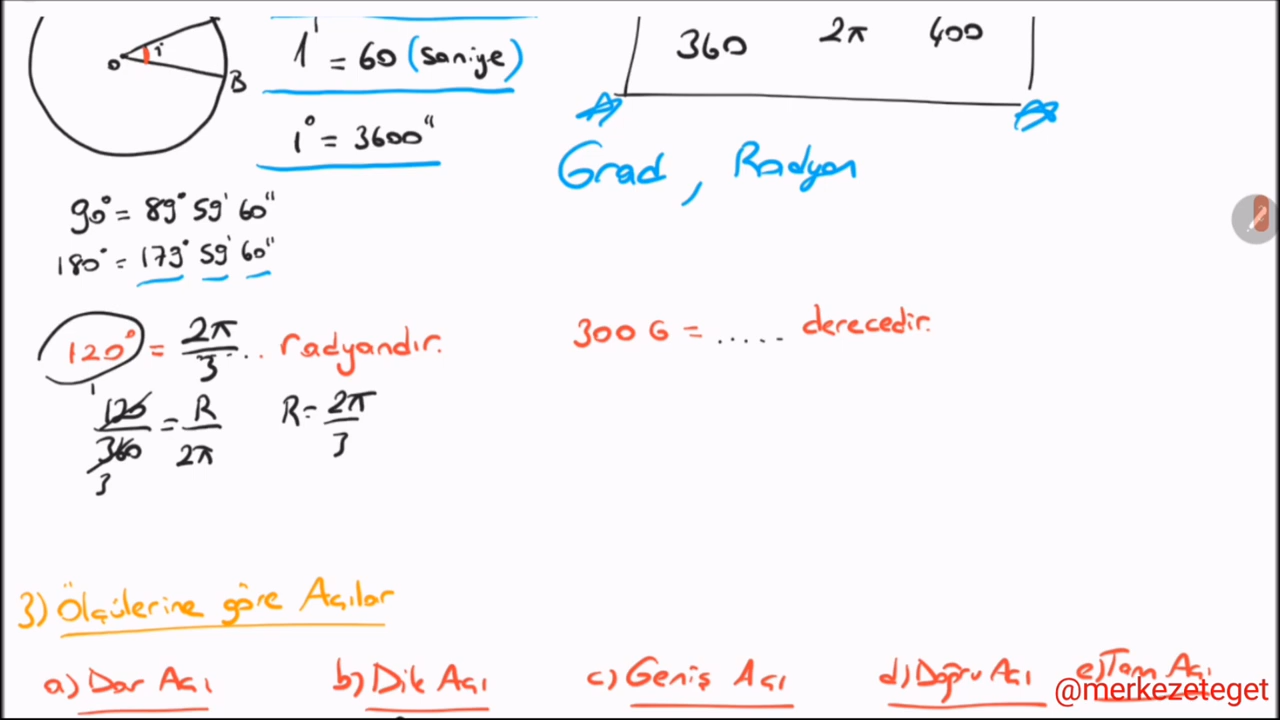 1' = 60 (saniye)
O 1° B
1° = 3600"
360 2π 400
Grad, Radyan
90° = 89° 59' 60"
180° = 179° 59' 60"
120° = 2π/3 .. radyandır.
120/360 = R/2π R = 2π/3
1
3
300 G = ..... derecedir.
3) Ölçülerine göre Açılar
a) Dar Açı b) Dik Açı c) Geniş Açı d) Doğru Açı e) Tam Açı
@merkezeteget